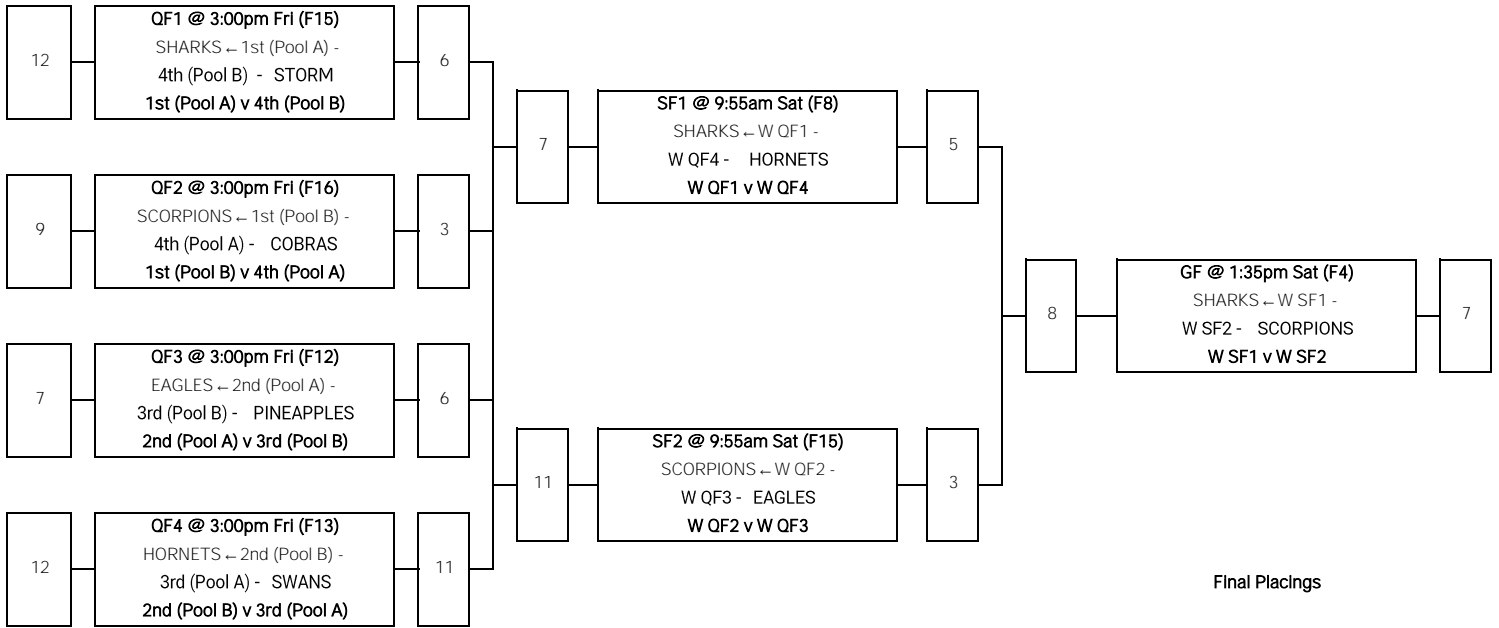 12
QF1 @ 3:00pm Fri (F15)
SHARKS ← 1st (Pool A) -
4th (Pool B) - STORM
1st (Pool A) v 4th (Pool B)
6
9
QF2 @ 3:00pm Fri (F16)
SCORPIONS ← 1st (Pool B) -
4th (Pool A) - COBRAS
1st (Pool B) v 4th (Pool A)
3
7
QF3 @ 3:00pm Fri (F12)
EAGLES ← 2nd (Pool A) -
3rd (Pool B) - PINEAPPLES
2nd (Pool A) v 3rd (Pool B)
6
12
QF4 @ 3:00pm Fri (F13)
HORNETS ← 2nd (Pool B) -
3rd (Pool A) - SWANS
2nd (Pool B) v 3rd (Pool A)
11
7
SF1 @ 9:55am Sat (F8)
SHARKS ← W QF1 -
W QF4 - HORNETS
W QF1 v W QF4
5
11
SF2 @ 9:55am Sat (F15)
SCORPIONS ← W QF2 -
W QF3 - EAGLES
W QF2 v W QF3
3
8
GF @ 1:35pm Sat (F4)
SHARKS ← W SF1 -
W SF2 - SCORPIONS
W SF1 v W SF2
7
Final Placings